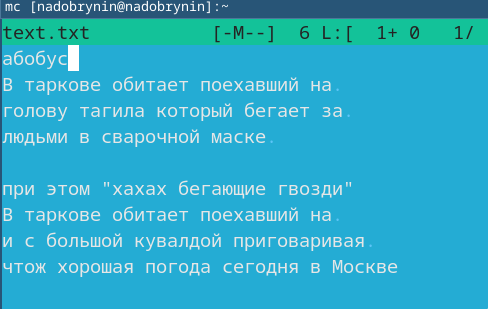 mc [nadobrynin@nadobrynin]:~
text.txt [-M--] 6 L:[ 1+ 0 1/
абобус
В таркове обитает поехавший на.
голову тагила который бегает за.
людьми в сварочной маске.
при этом "хахах бегающие гвозди"
В таркове обитает поехавший на.
и с большой кувалдой приговаривая.
чтож хорошая погода сегодня в Москве